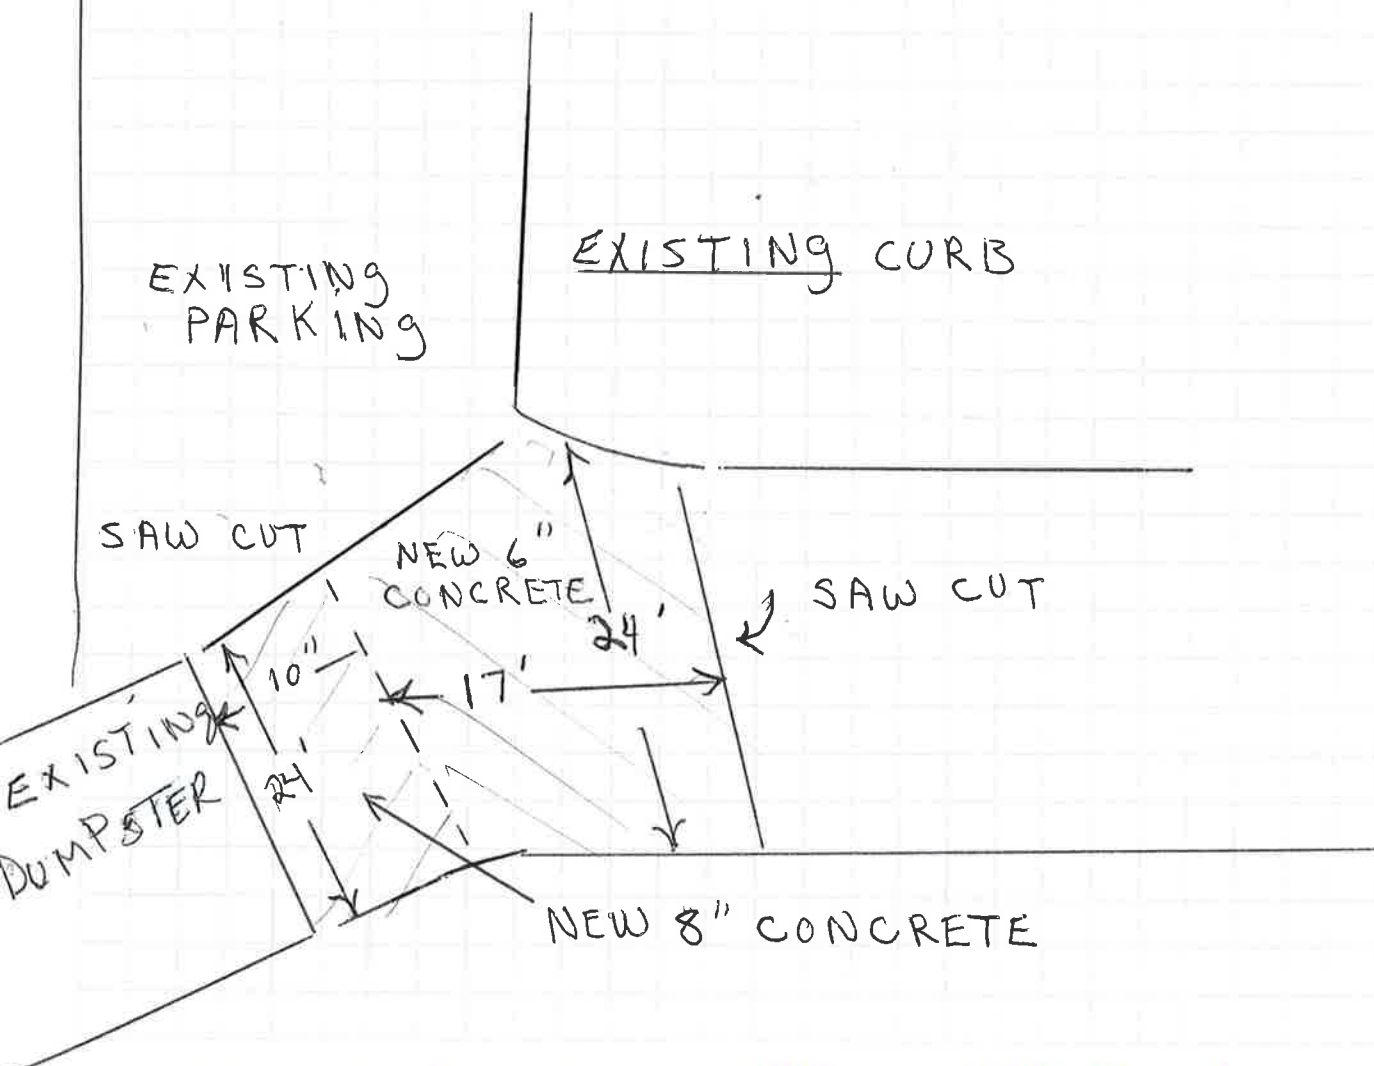 EXISTING CURB
EXISTING
PARKING
SAW CUT
NEW 6"
CONCRETE
24'
SAW CUT
10"
17'
EXISTING
DUMPSTER
24'
NEW 8" CONCRETE